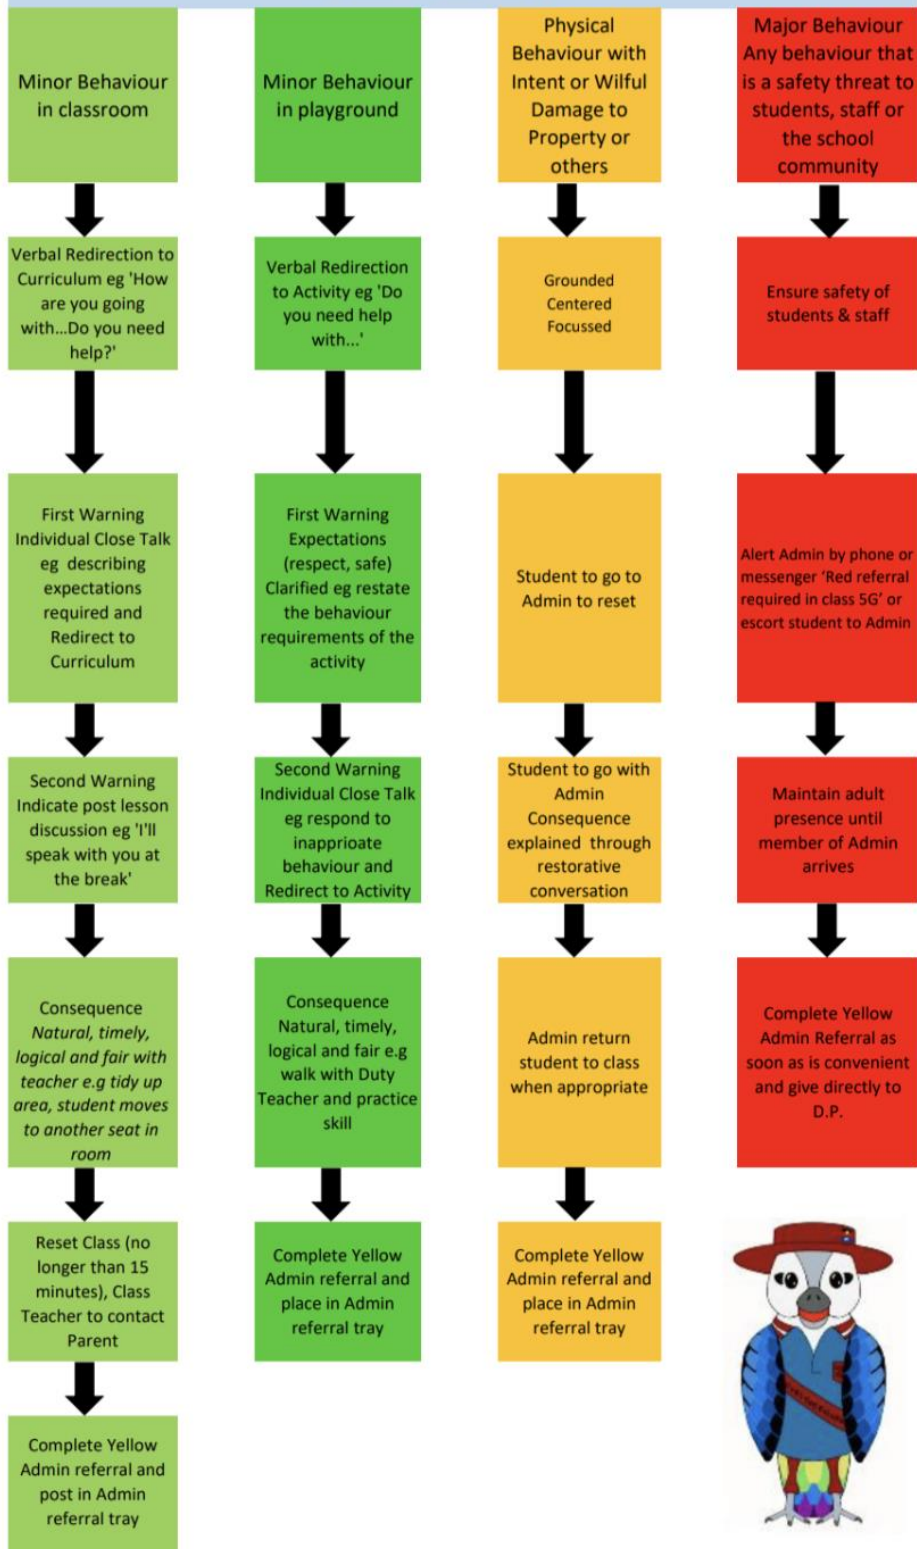 Minor Behaviour
in classroom
Verbal Redirection to
Curriculum eg 'How
are you going
with...Do you need
help?'
First Warning
Individual Close Talk
eg describing
expectations
required and
Redirect to
Curriculum
Second Warning
Indicate post lesson
discussion eg 'I'll
speak with you at
the break'
Consequence
Natural, timely,
logical and fair with
teacher e.g tidy up
area, student moves
to another seat in
room
Reset Class (no
longer than 15
minutes), Class
Teacher to contact
Parent
Complete Yellow
Admin referral and
post in Admin
referral tray
Minor Behaviour
in playground
Verbal Redirection
to Activity eg 'Do
you need help
with...'
First Warning
Expectations
(respect, safe)
Clarified eg restate
the behaviour
requirements of the
activity
Second Warning
Individual Close Talk
eg respond to
inapprioate
behaviour and
Redirect to Activity
Consequence
Natural, timely,
logical and fair e.g
walk with Duty
Teacher and practice
skill
Complete Yellow
Admin referral and
place in Admin
referral tray
Physical
Behaviour with
Intent or Wilful
Damage to
Property or
others
Grounded
Centered
Focussed
Student to go to
Admin to reset
Student to go with
Admin
Consequence
explained through
restorative
conversation
Admin return
student to class
when appropriate
Complete Yellow
Admin referral and
place in Admin
referral tray
Major Behaviour
Any behaviour that
is a safety threat to
students, staff or
the school
community
Ensure safety of
students & staff
Alert Admin by phone or
messenger 'Red referral
required in class 5G' or
escort student to Admin
Maintain adult
presence until
member of Admin
arrives
Complete Yellow
Admin Referral as
soon as is convenient
and give directly to
D.P.